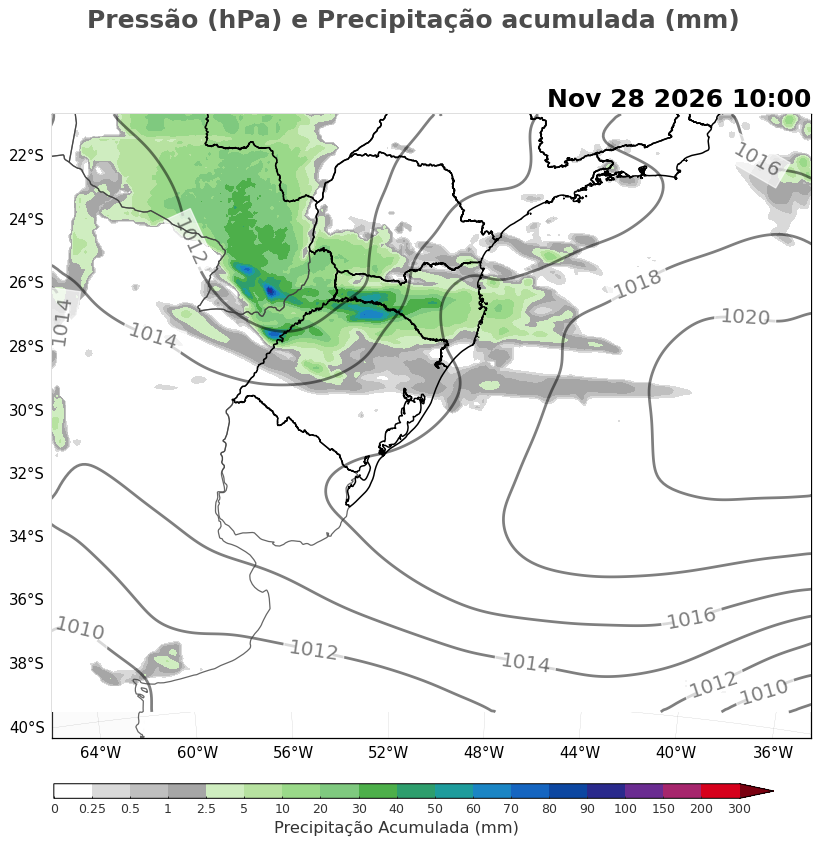 Pressão (hPa) e Precipitação acumulada (mm)
Nov 28 2026 10:00
22°S
24°S
26°S
28°S
30°S
32°S
34°S
36°S
38°S
40°S
1016
1012
1018
1014
1014
1020
1010
1012
1016
1014
1012
1010
64°W 60°W 56°W 52°W 48°W 44°W 40°W 36°W
0 0.25 0.5 1 2.5 5 10 20 30 40 50 60 70 80 90 100 150 200 300
Precipitação Acumulada (mm)